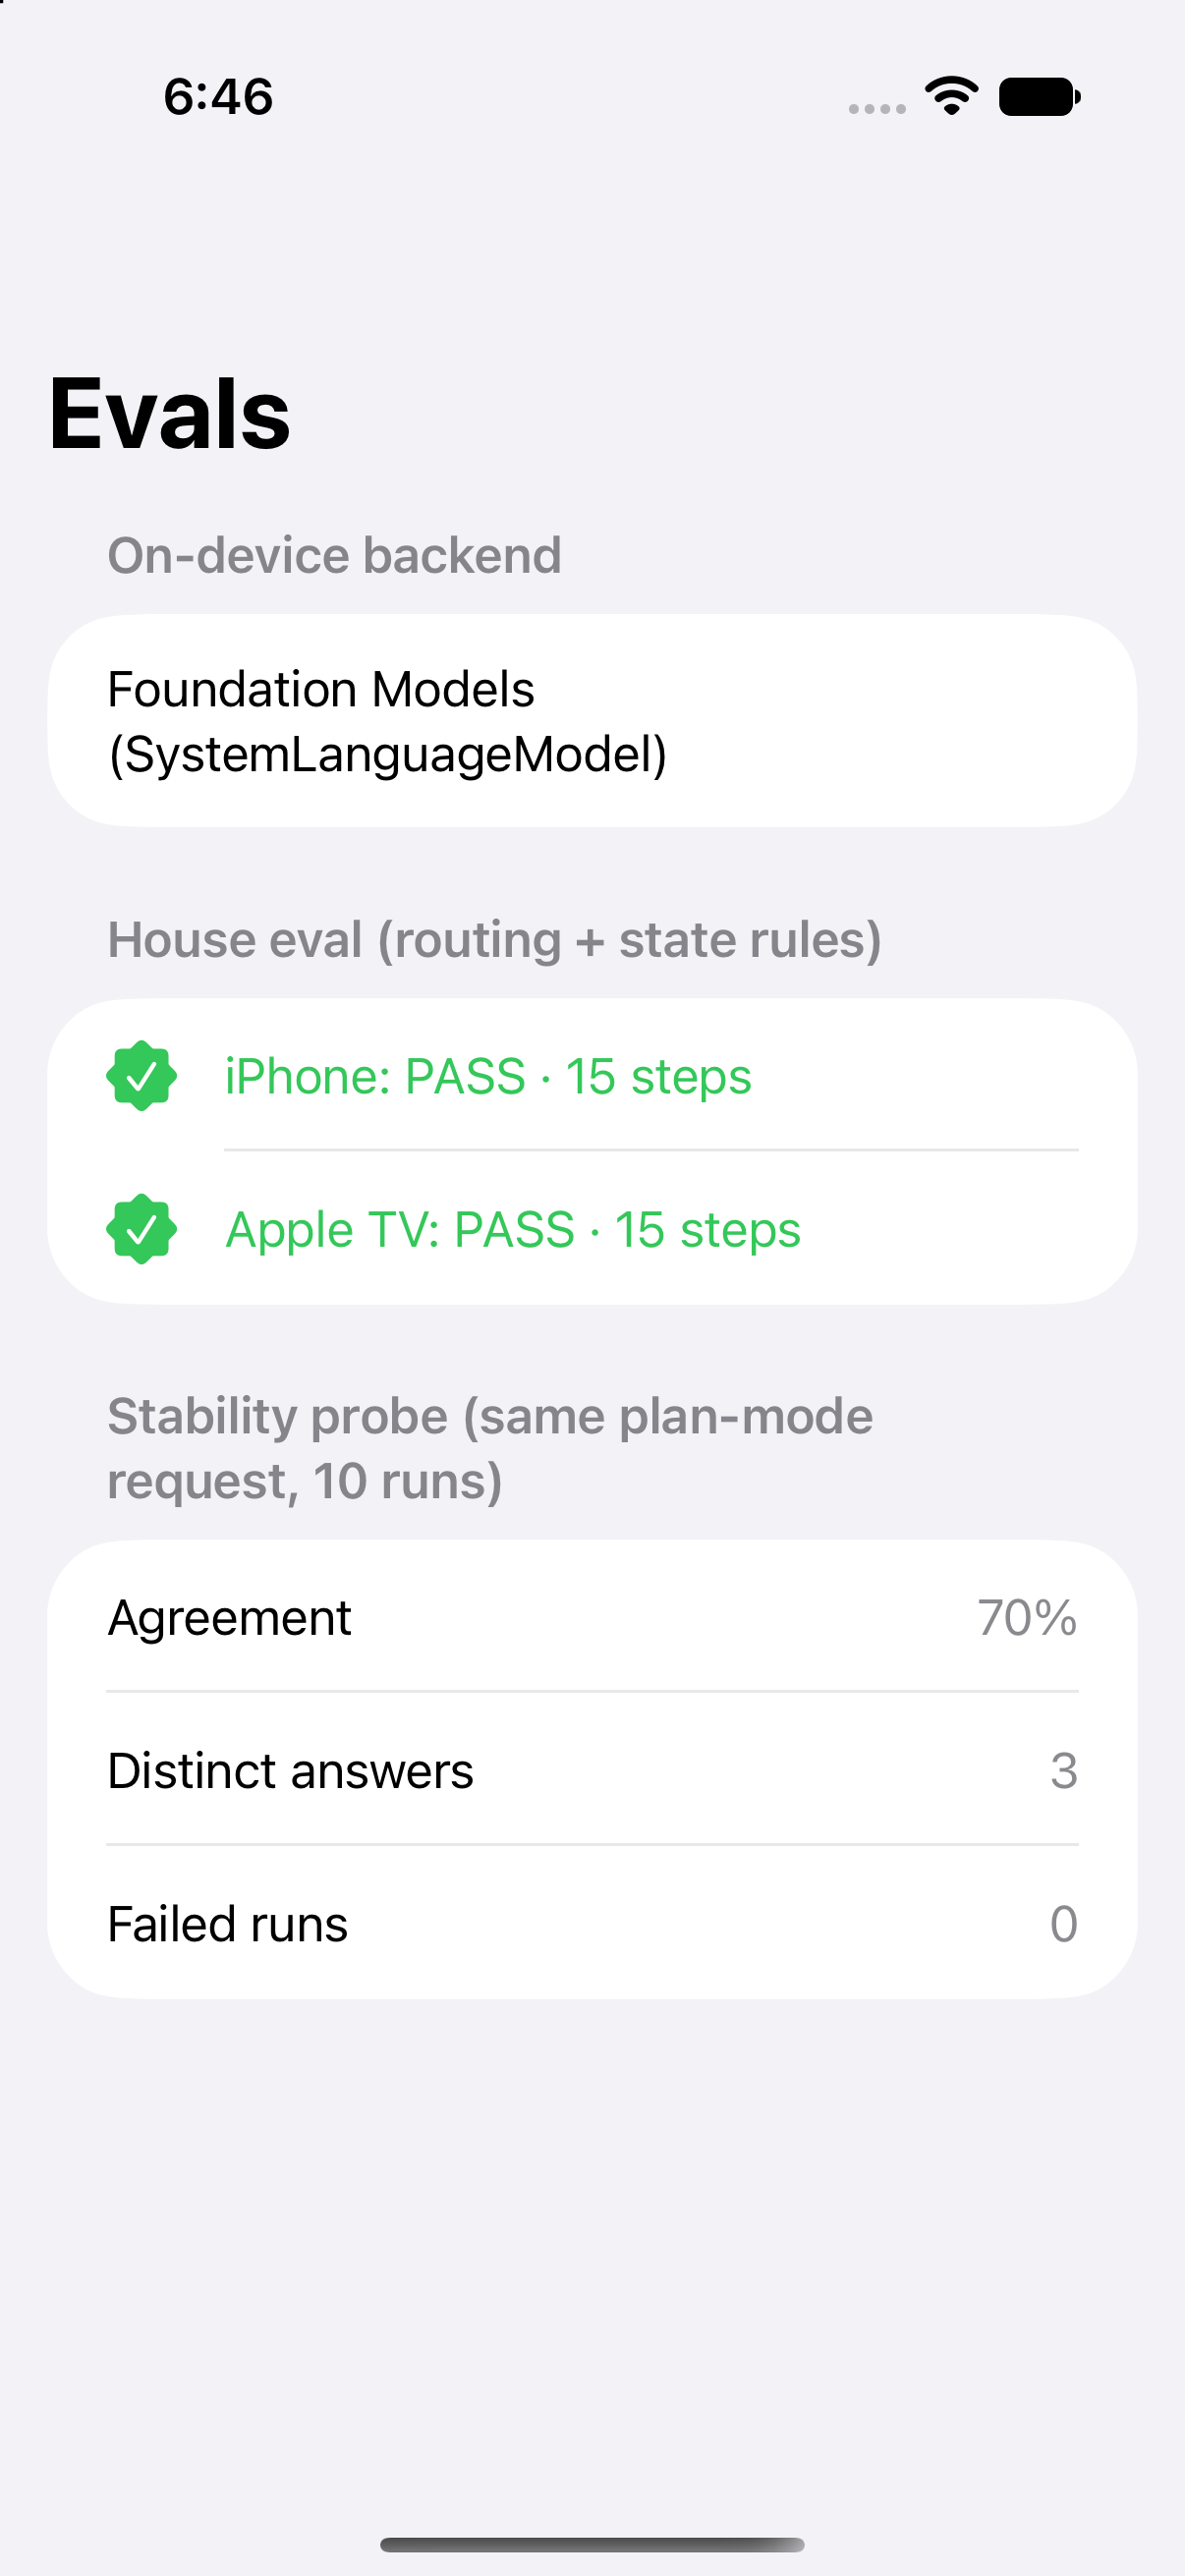 6:46
Evals
On-device backend
Foundation Models
(SystemLanguageModel)
House eval (routing + state rules)
iPhone: PASS · 15 steps
Apple TV: PASS · 15 steps
Stability probe (same plan-mode
request, 10 runs)
Agreement 70%
Distinct answers 3
Failed runs 0